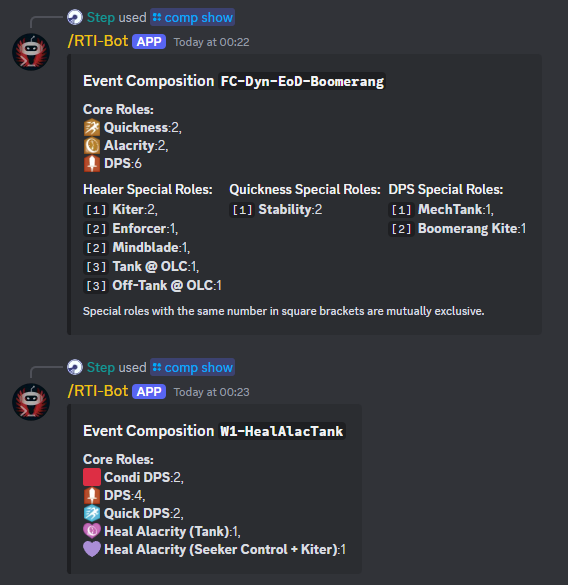 Step used comp show
/RTI-Bot APP Today at 00:22
Event Composition FC-Dyn-EoD-Boomerang
Core Roles:
Quickness:2,
Alacrity:2,
DPS:6
Healer Special Roles:
[1] Kiter:2,
[2] Enforcer:1,
[2] Mindblade:1,
[3] Tank @ OLC:1,
[3] Off-Tank @ OLC:1
Quickness Special Roles:
[1] Stability:2
DPS Special Roles:
[1] MechTank:1,
[2] Boomerang Kite:1
Special roles with the same number in square brackets are mutually exclusive.
Step used comp show
/RTI-Bot APP Today at 00:23
Event Composition W1-HealAlacTank
Core Roles:
Condi DPS:2,
DPS:4,
Quick DPS:2,
Heal Alacrity (Tank):1,
Heal Alacrity (Seeker Control + Kiter):1